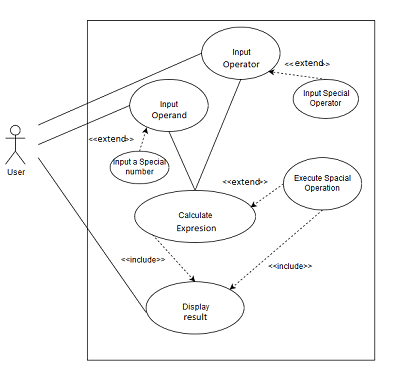 Input
Operator
<<extend>>
Input Special
Operator
Input
Operand
<<extend>>
Input a Special
number
User
Execute Spacial
Operation
<<extend>>
Calculate
Expresion
<<include>>
<<include>>
Display
result